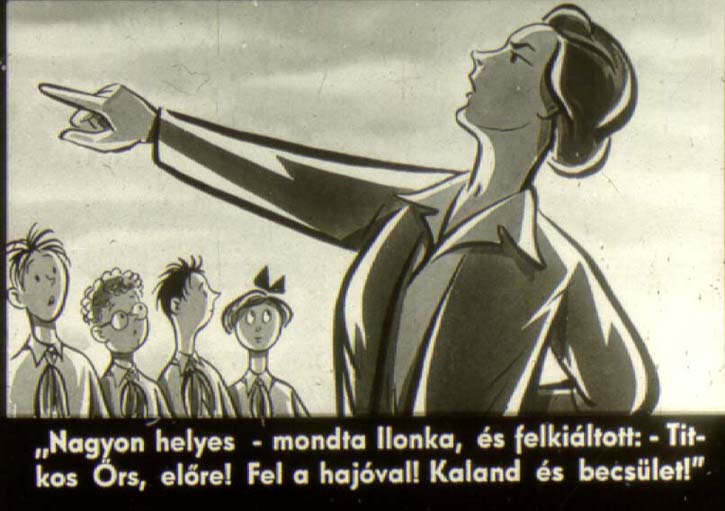 „Nagyon helyes - mondta Ilonka, és felkiáltott: - Tit-
kos Őrs, előre! Fel a hajóval! Kaland és becsület!”